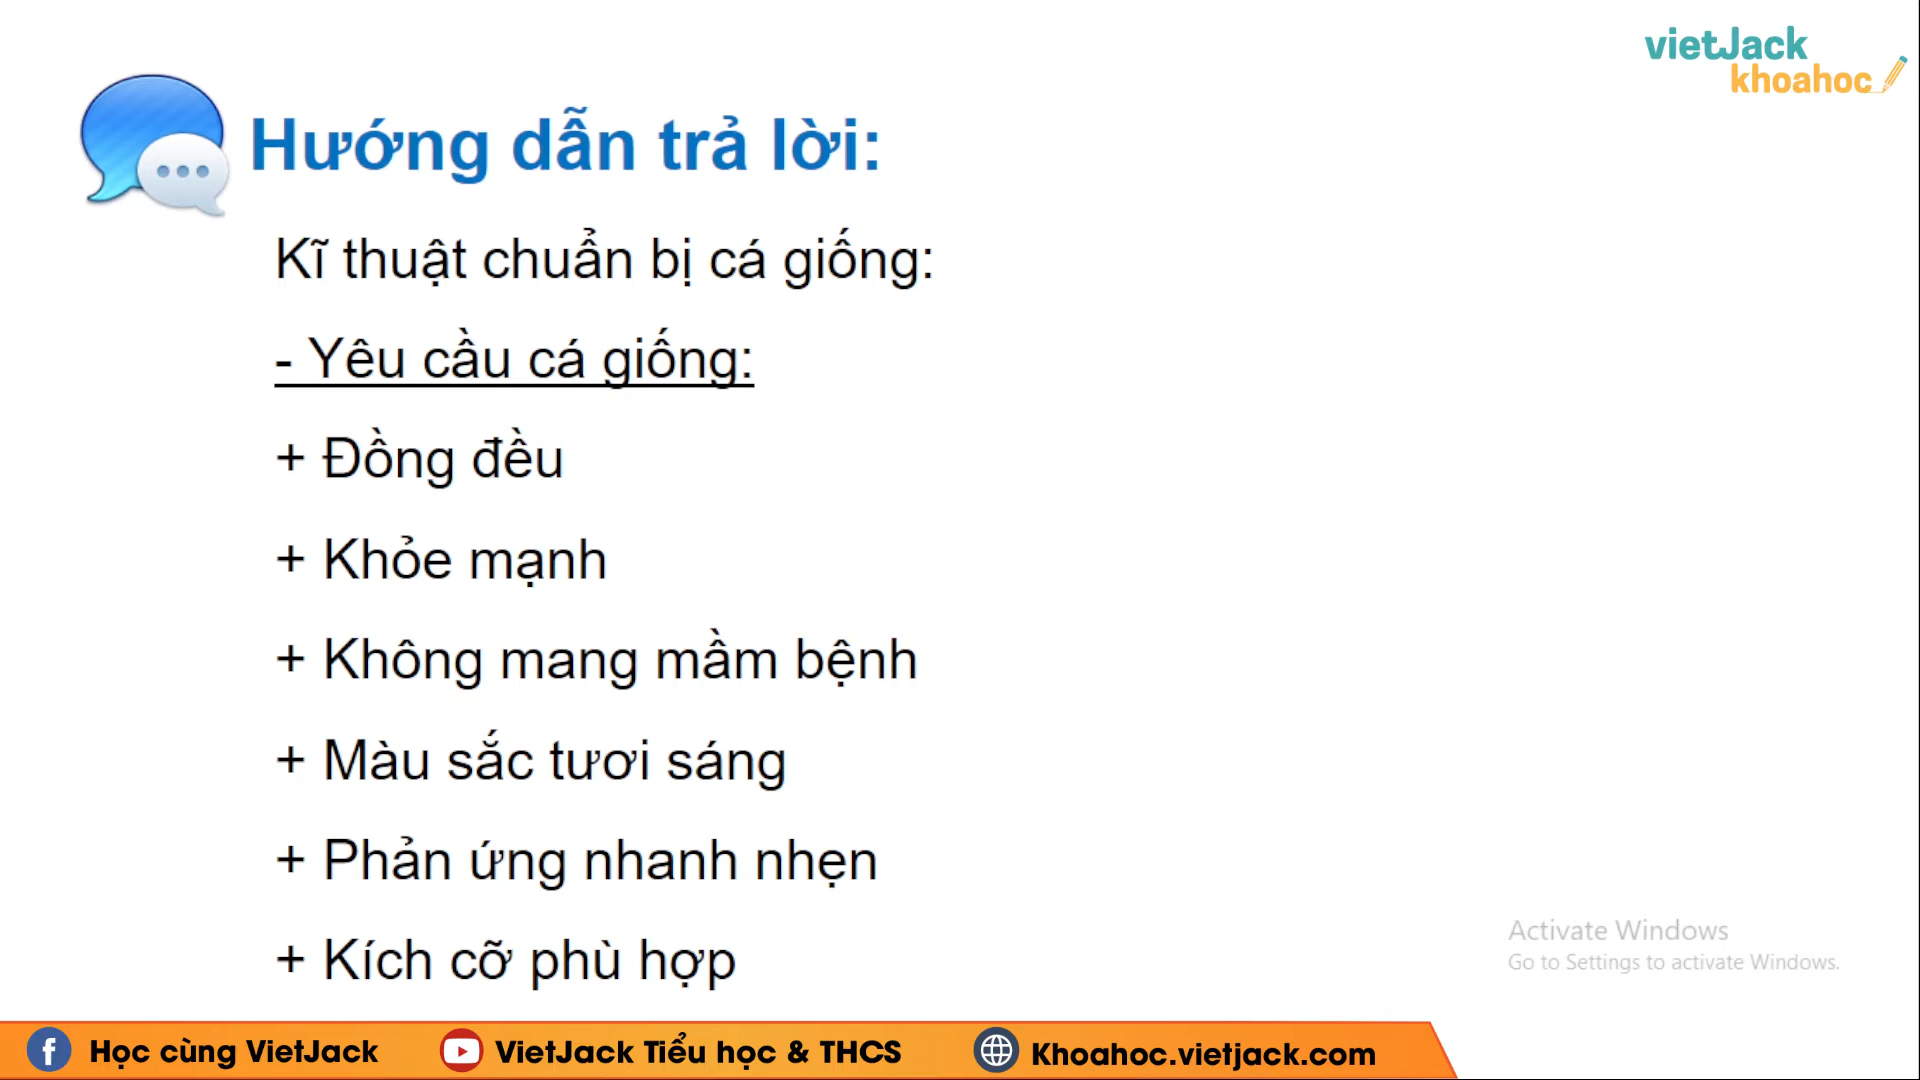 vietJack
khoahoc
Hướng dẫn trả lời:
Kĩ thuật chuẩn bị cá giống:
- Yêu cầu cá giống:
+ Đồng đều
+ Khỏe mạnh
+ Không mang mầm bệnh
+ Màu sắc tươi sáng
+ Phản ứng nhanh nhẹn
+ Kích cỡ phù hợp
Activate Windows
Go to Settings to activate Windows.
Học cùng VietJack
VietJack Tiểu học & THCS
Khoahoc.vietjack.com